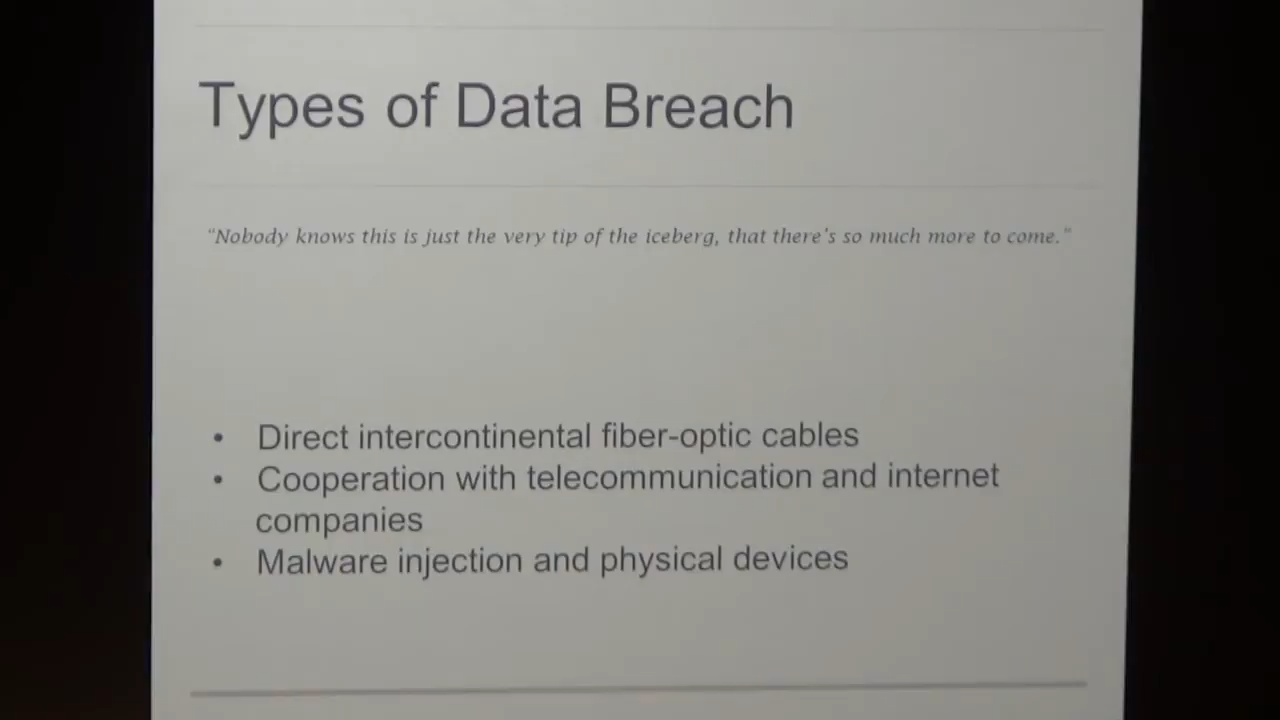 Types of Data Breach
"Nobody knows this is just the very tip of the iceberg, that there's so much more to come."
• Direct intercontinental fiber-optic cables
• Cooperation with telecommunication and internet
companies
• Malware injection and physical devices